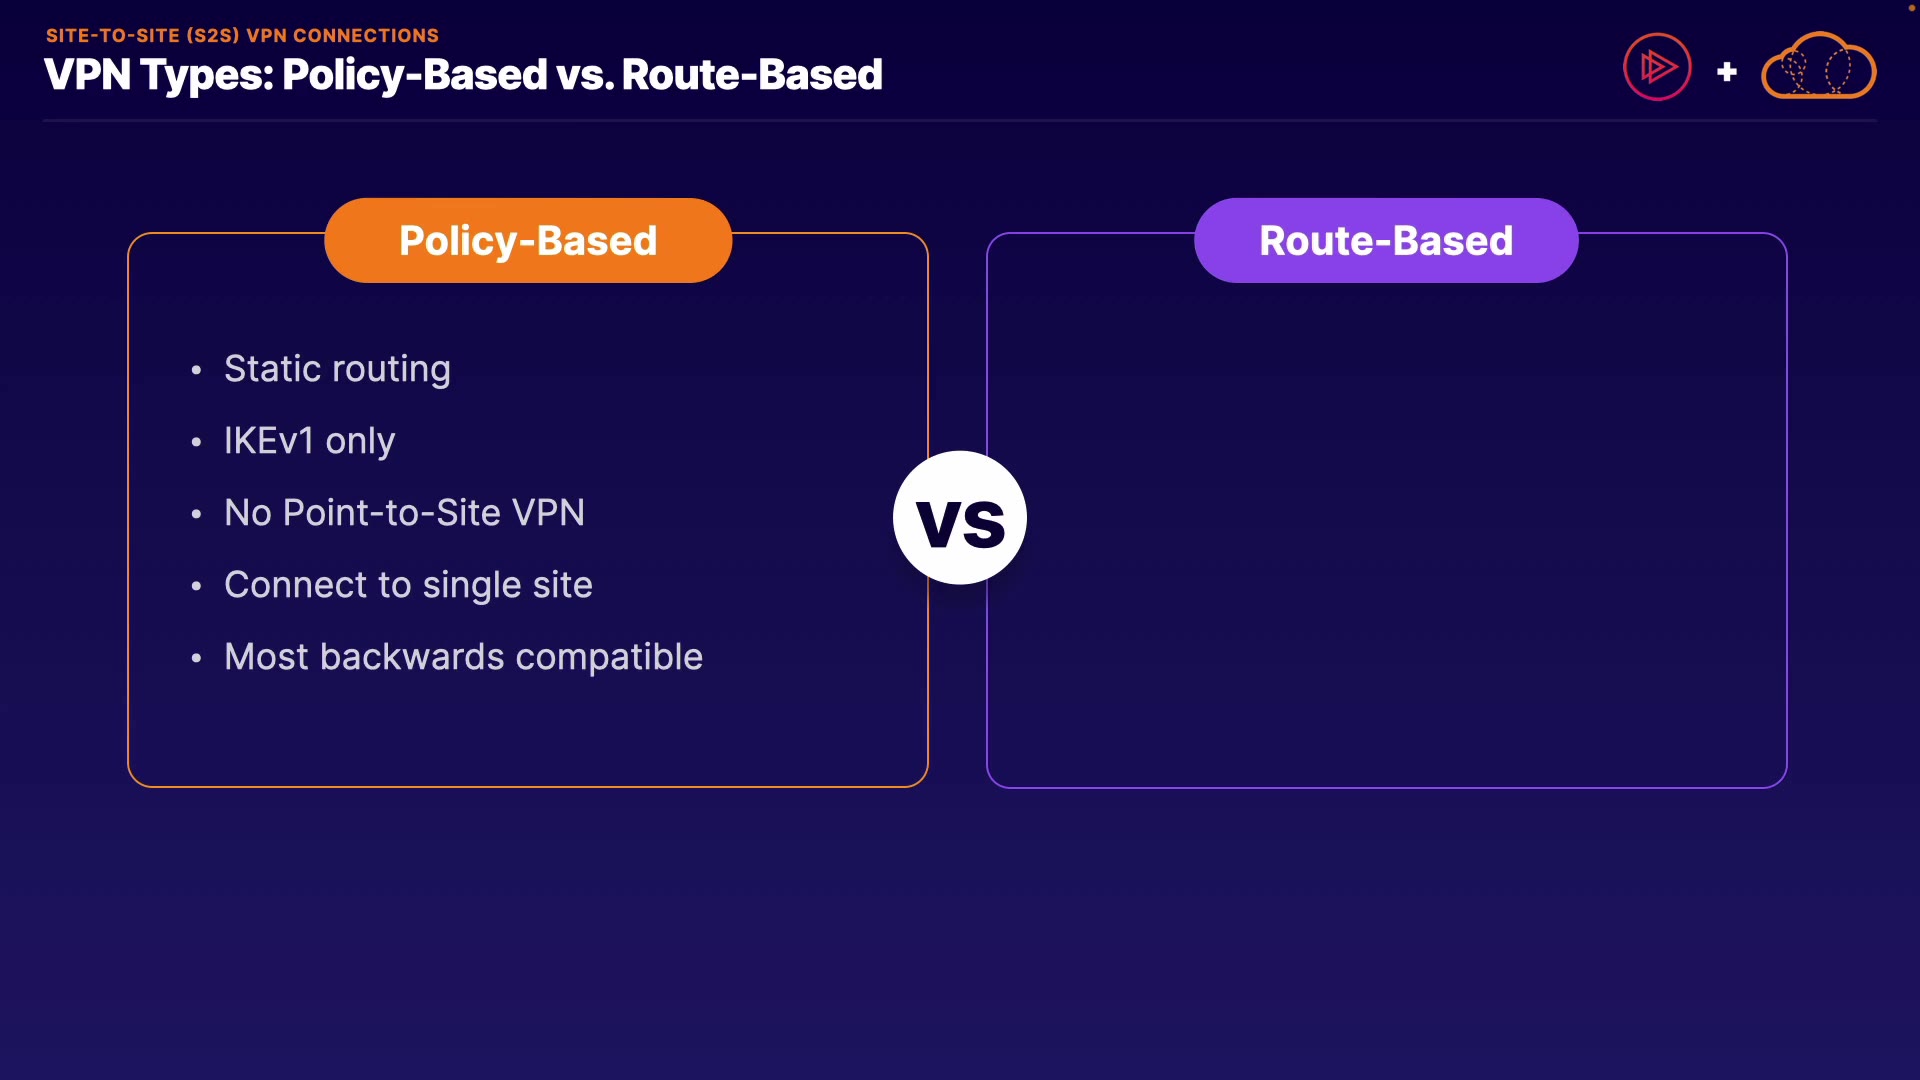 SITE-TO-SITE (S2S) VPN CONNECTIONS
VPN Types: Policy-Based vs. Route-Based
Policy-Based
• Static routing
• IKEv1 only
• No Point-to-Site VPN
• Connect to single site
• Most backwards compatible
VS
Route-Based